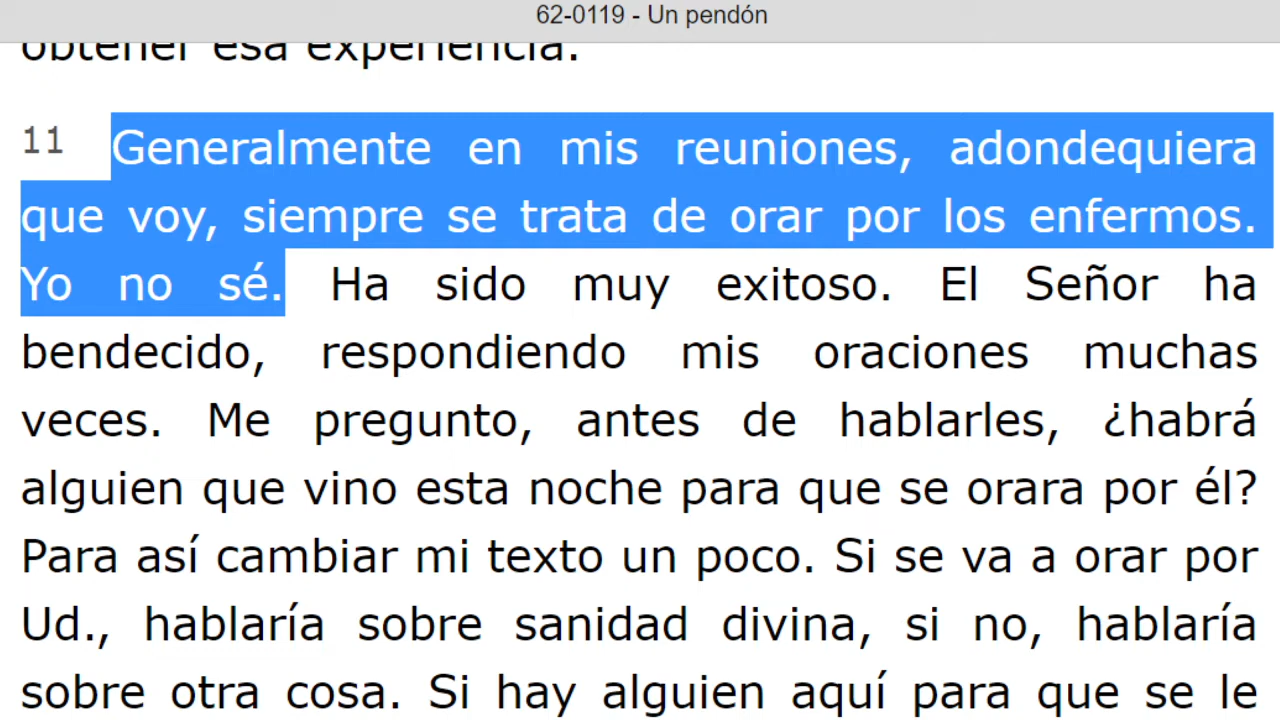 62-0119 - Un pendón
obtener esa experiencia.
11 Generalmente en mis reuniones, adondequiera
que voy, siempre se trata de orar por los enfermos.
Yo no sé. Ha sido muy exitoso. El Señor ha
bendecido, respondiendo mis oraciones muchas
veces. Me pregunto, antes de hablarles, ¿habrá
alguien que vino esta noche para que se orara por él?
Para así cambiar mi texto un poco. Si se va a orar por
Ud., hablaría sobre sanidad divina, si no, hablaría
sobre otra cosa. Si hay alguien aquí para que se le